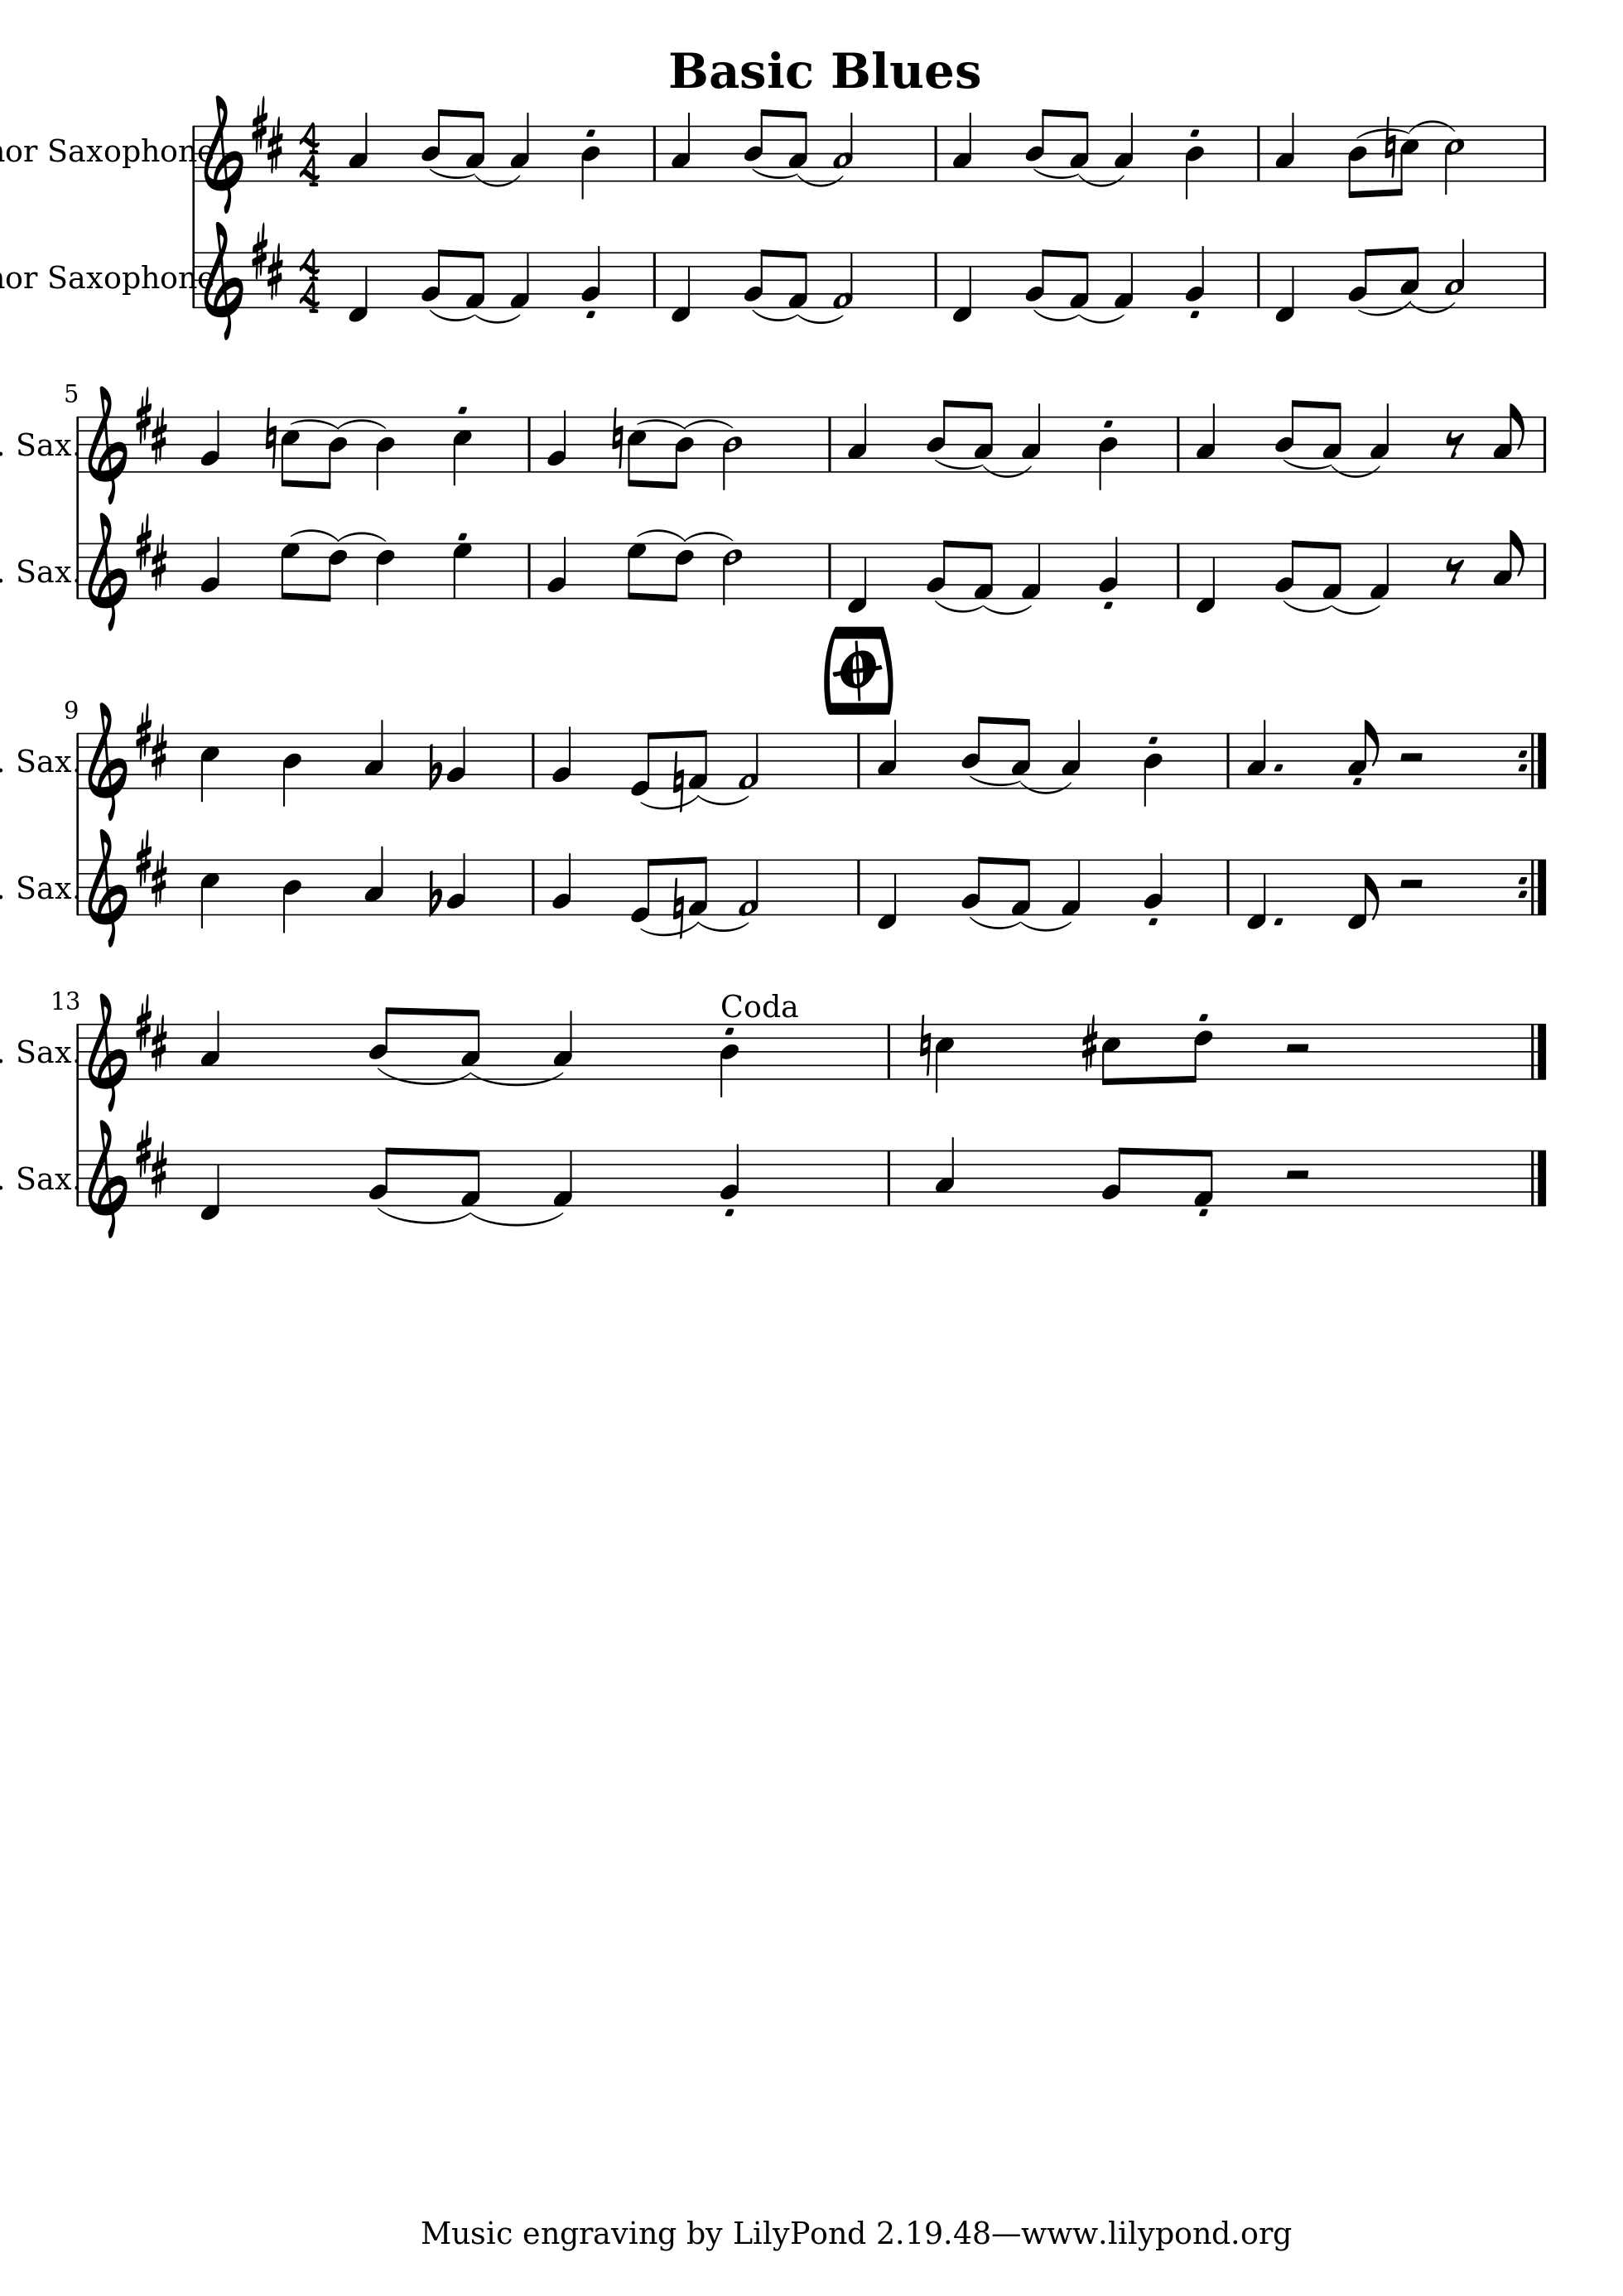 Basic Blues
nor Saxophone
nor Saxophone
5
. Sax.
. Sax.
9
. Sax.
. Sax.
13
Coda
. Sax.
. Sax.
Music engraving by LilyPond 2.19.48—www.lilypond.org